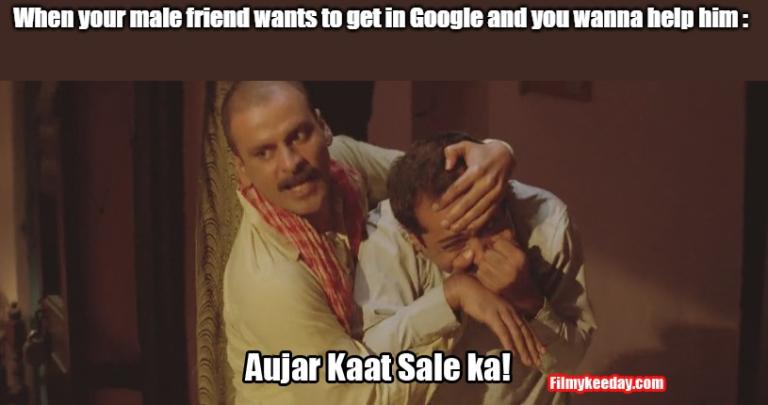 When your male friend wants to get in Google and you wanna help him :
Aujar Kaat Sale ka!
Filmykeeday.com